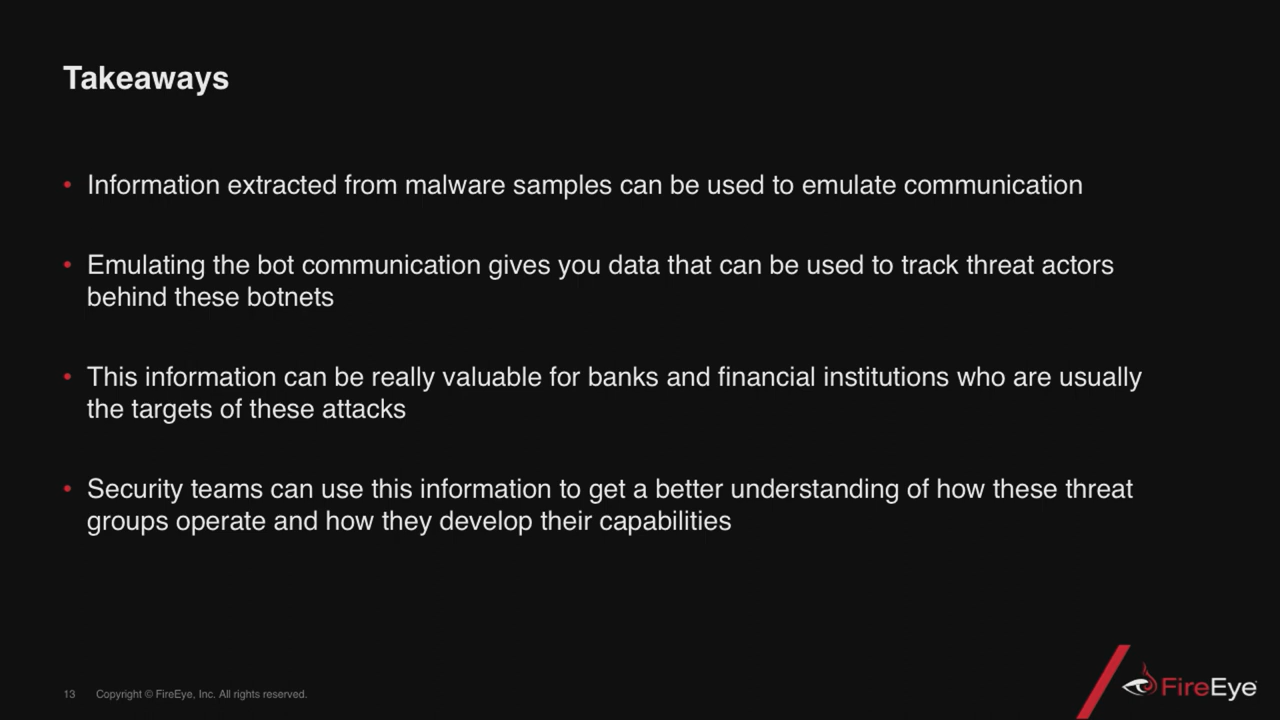 Takeaways
• Information extracted from malware samples can be used to emulate communication
• Emulating the bot communication gives you data that can be used to track threat actors
behind these botnets
• This information can be really valuable for banks and financial institutions who are usually
the targets of these attacks
• Security teams can use this information to get a better understanding of how these threat
groups operate and how they develop their capabilities
13 Copyright © FireEye, Inc. All rights reserved.
FireEye